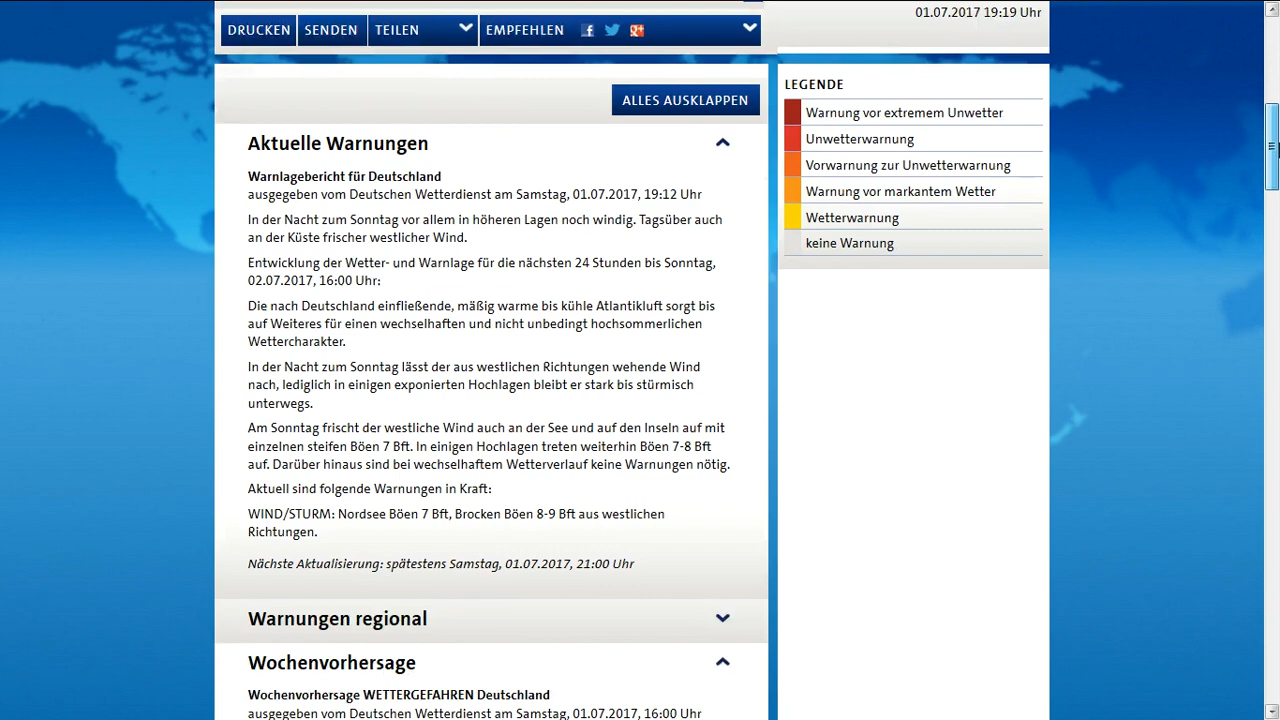 01.07.2017 19:19 Uhr
DRUCKEN SENDEN TEILEN EMPFEHLEN
ALLES AUSKLAPPEN
Aktuelle Warnungen
Warnlagebericht für Deutschland
ausgegeben vom Deutschen Wetterdienst am Samstag, 01.07.2017, 19:12 Uhr
In der Nacht zum Sonntag vor allem in höheren Lagen noch windig. Tagsüber auch
an der Küste frischer westlicher Wind.
Entwicklung der Wetter- und Warnlage für die nächsten 24 Stunden bis Sonntag,
02.07.2017, 16:00 Uhr:
Die nach Deutschland einfließende, mäßig warme bis kühle Atlantikluft sorgt bis
auf Weiteres für einen wechselhaften und nicht unbedingt hochsommerlichen
Wettercharakter.
In der Nacht zum Sonntag lässt der aus westlichen Richtungen wehende Wind
nach, lediglich in einigen exponierten Hochlagen bleibt er stark bis stürmisch
unterwegs.
Am Sonntag frischt der westliche Wind auch an der See und auf den Inseln auf mit
einzelnen steifen Böen 7 Bft. In einigen Hochlagen treten weiterhin Böen 7-8 Bft
auf. Darüber hinaus sind bei wechselhaftem Wetterverlauf keine Warnungen nötig.
Aktuell sind folgende Warnungen in Kraft:
WIND/STURM: Nordsee Böen 7 Bft, Brocken Böen 8-9 Bft aus westlichen
Richtungen.
Nächste Aktualisierung: spätestens Samstag, 01.07.2017, 21:00 Uhr
Warnungen regional
Wochenvorhersage
Wochenvorhersage WETTERGEFAHREN Deutschland
ausgegeben vom Deutschen Wetterdienst am Samstag, 01.07.2017, 16:00 Uhr
LEGENDE
Warnung vor extremem Unwetter
Unwetterwarnung
Vorwarnung zur Unwetterwarnung
Warnung vor markantem Wetter
Wetterwarnung
keine Warnung